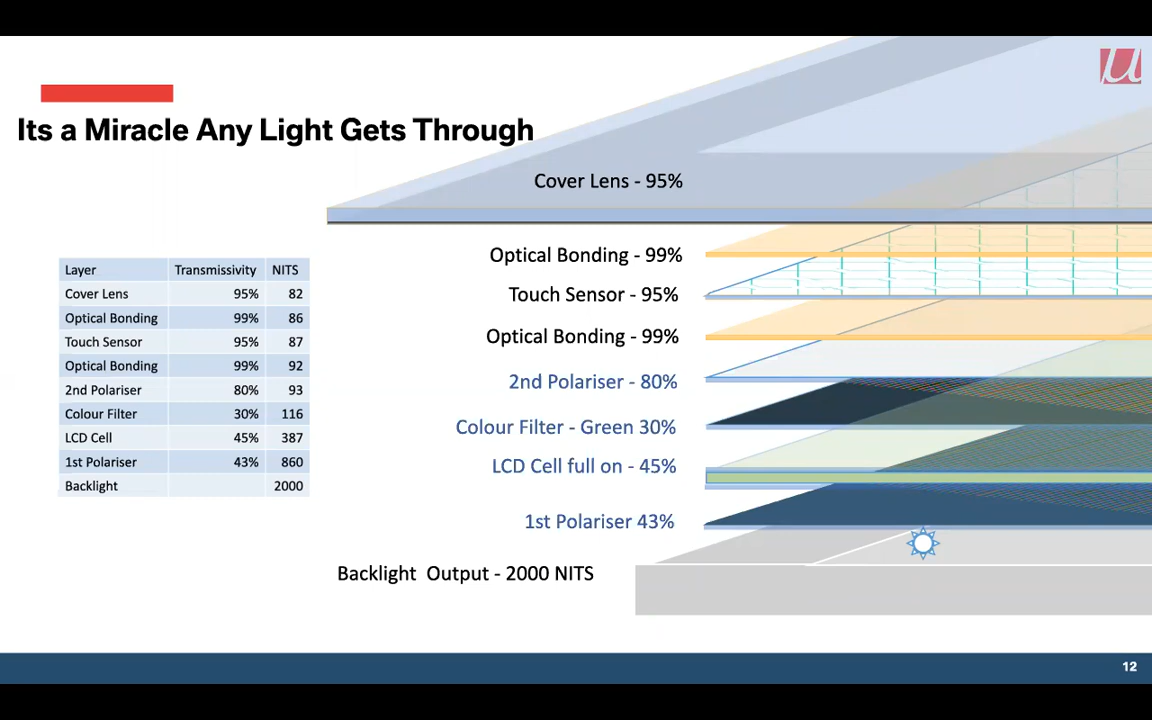 Its a Miracle Any Light Gets Through
Cover Lens - 95%
Optical Bonding - 99%
Touch Sensor - 95%
Optical Bonding - 99%
2nd Polariser - 80%
Colour Filter - Green 30%
LCD Cell full on - 45%
1st Polariser 43%
Backlight Output - 2000 NITS
Layer Transmissivity NITS
Cover Lens 95% 82
Optical Bonding 99% 86
Touch Sensor 95% 87
Optical Bonding 99% 92
2nd Polariser 80% 93
Colour Filter 30% 116
LCD Cell 45% 387
1st Polariser 43% 860
Backlight 2000
u
12